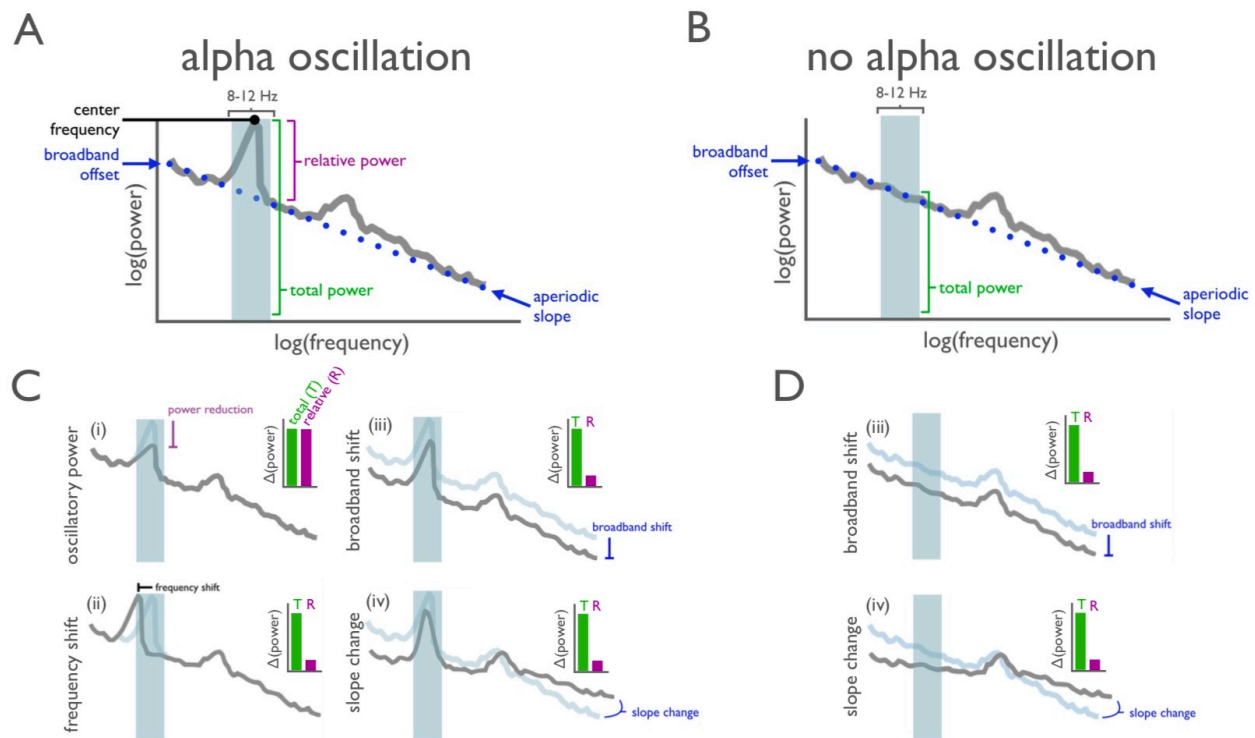 A
alpha oscillation
8-12 Hz
center
frequency
broadband
offset
relative power
total power
aperiodic
slope
log(power)
log(frequency)
B
no alpha oscillation
8-12 Hz
broadband
offset
total power
aperiodic
slope
log(power)
log(frequency)
C
oscillatory power
(i)
power reduction
Δ(power)
total (T)
relative (R)
broadband shift
(iii)
Δ(power)
T R
broadband shift
frequency shift
(ii)
frequency shift
Δ(power)
T R
slope change
(iv)
Δ(power)
T R
slope change
D
broadband shift
(iii)
Δ(power)
T R
broadband shift
slope change
(iv)
Δ(power)
T R
slope change